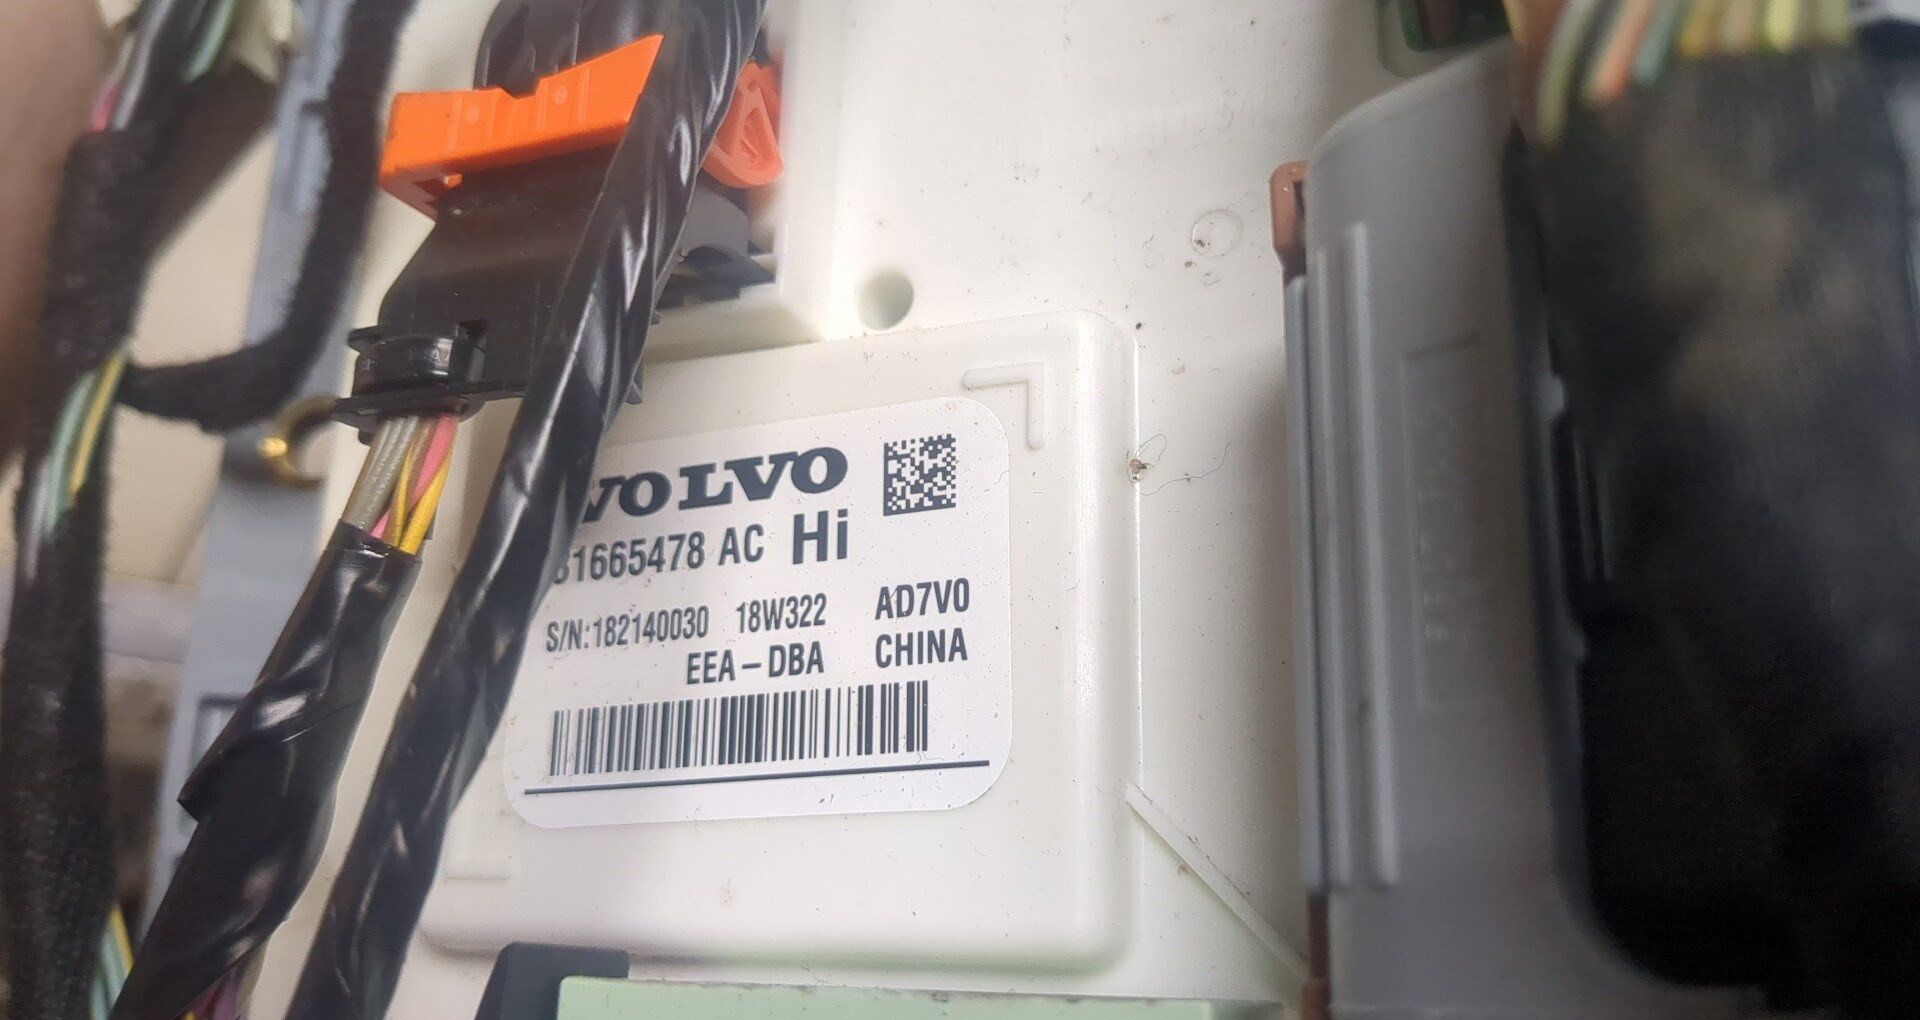 VOLVO
31665478 AC Hi
S/N:182140030 18W322 AD7V0
EEA-DBA CHINA